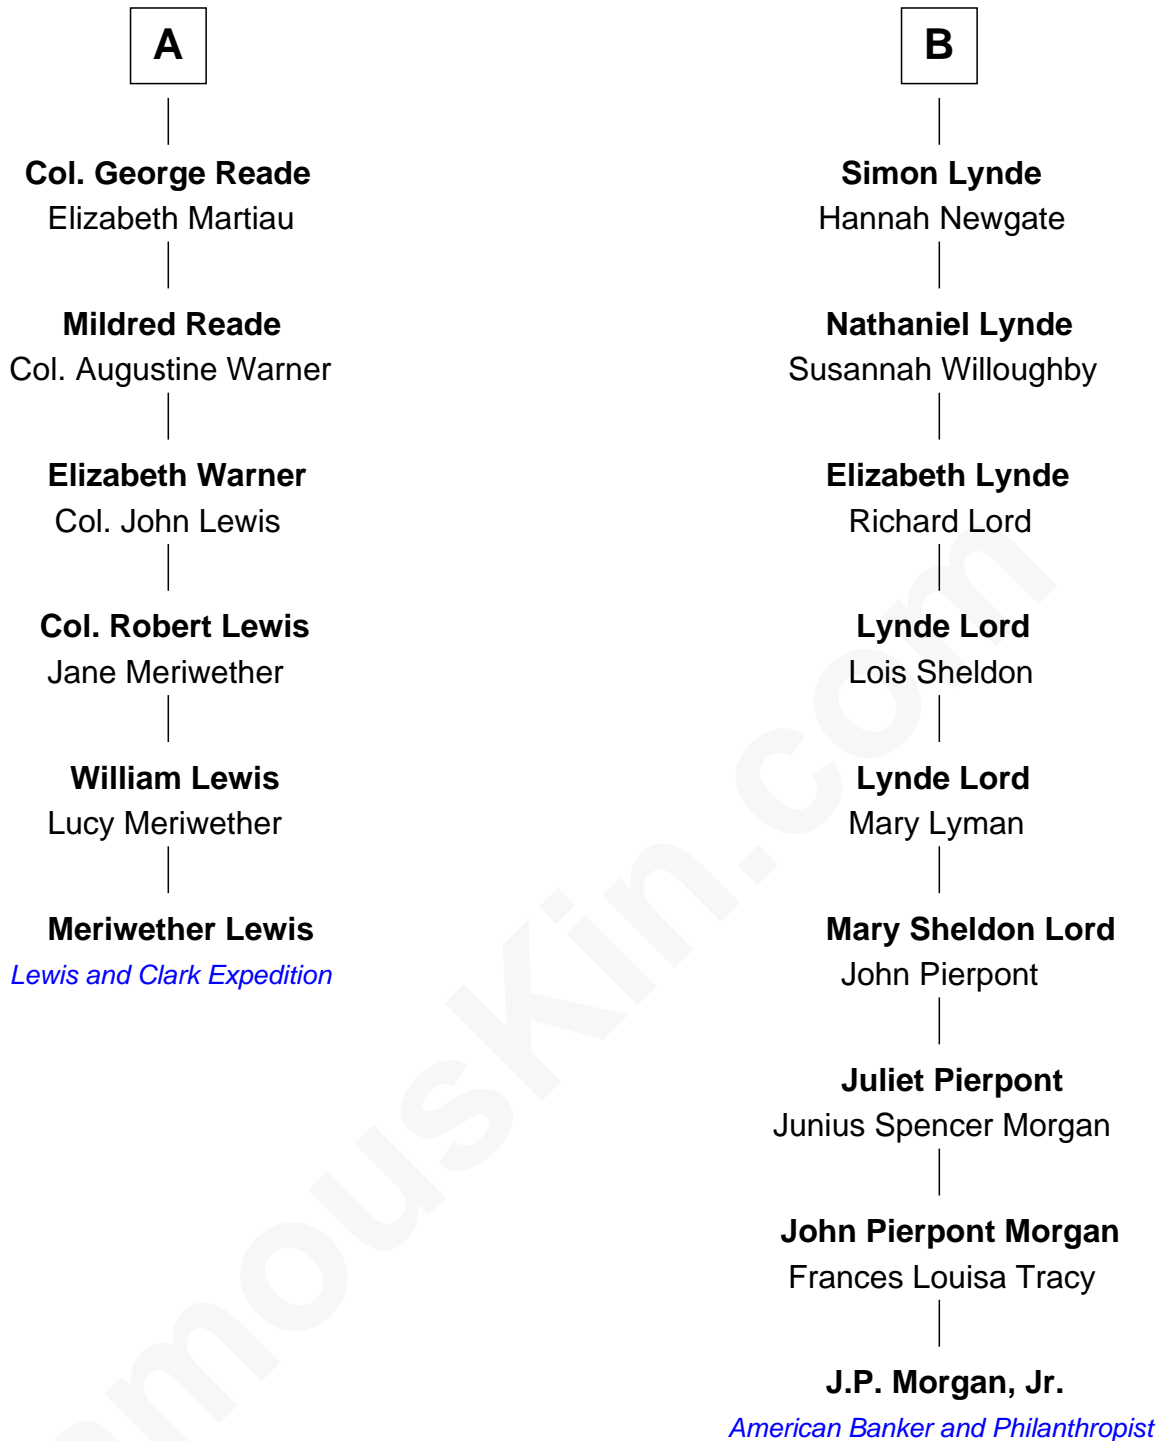 A
Col. George Reade
Elizabeth Martiau
Mildred Reade
Col. Augustine Warner
Elizabeth Warner
Col. John Lewis
Col. Robert Lewis
Jane Meriwether
William Lewis
Lucy Meriwether
Meriwether Lewis
Lewis and Clark Expedition
B
Simon Lynde
Hannah Newgate
Nathaniel Lynde
Susannah Willoughby
Elizabeth Lynde
Richard Lord
Lynde Lord
Lois Sheldon
Lynde Lord
Mary Lyman
Mary Sheldon Lord
John Pierpont
Juliet Pierpont
Junius Spencer Morgan
John Pierpont Morgan
Frances Louisa Tracy
J.P. Morgan, Jr.
American Banker and Philanthropist
amouskin.com